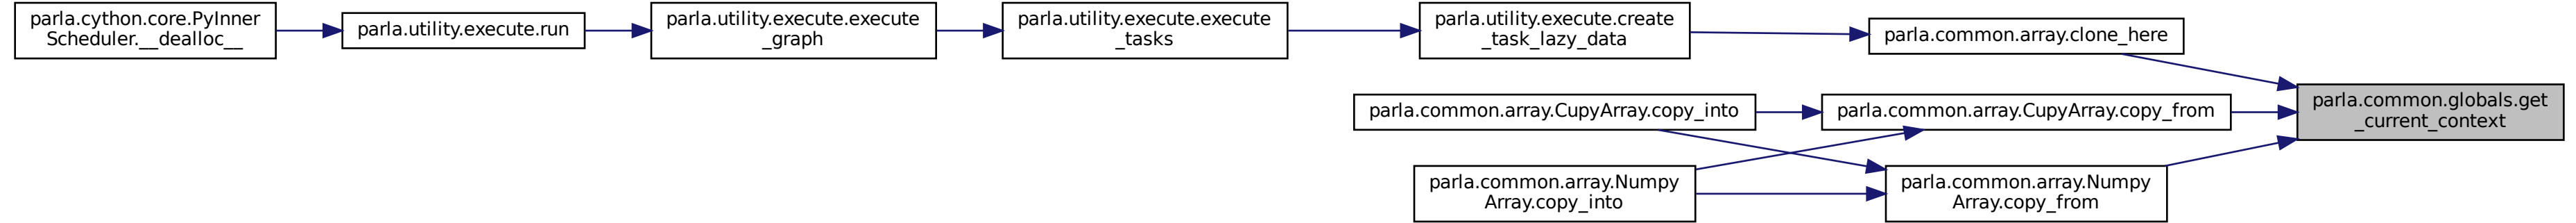 parla.cython.core.PyInner
Scheduler.__dealloc__
parla.utility.execute.run
parla.utility.execute.execute
_graph
parla.utility.execute.execute
_tasks
parla.utility.execute.create
_task_lazy_data
parla.common.array.clone_here
parla.common.array.CupyArray.copy_into
parla.common.array.CupyArray.copy_from
parla.common.globals.get
_current_context
parla.common.array.Numpy
Array.copy_into
parla.common.array.Numpy
Array.copy_from